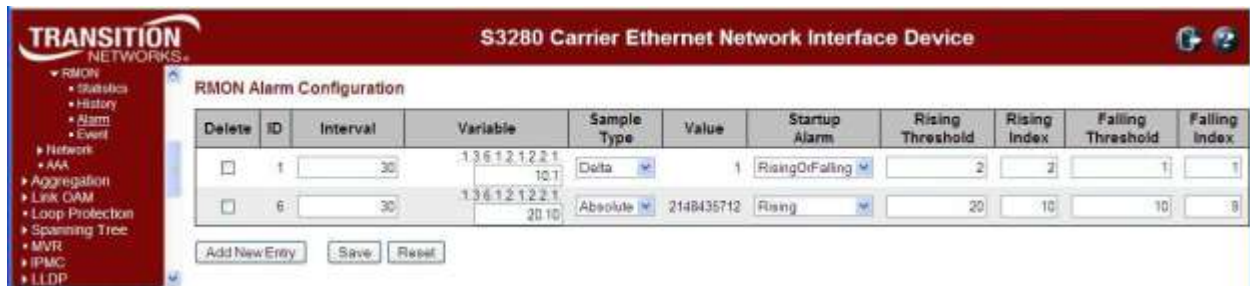 TRANSITION NETWORKS.
S3280 Carrier Ethernet Network Interface Device
RMON
Statistics
History
Alarm
Event
Network
AAA
Aggregation
Link OAM
Loop Protection
Spanning Tree
MVR
IPMC
LLDP
RMON Alarm Configuration
Delete ID Interval Variable Sample Type Value Startup Alarm Rising Threshold Rising Index Falling Threshold Falling Index
1 30 .1.3.6.1.2.1.2.2.1. 10.1 Delta 1 RisingOrFalling 2 2 1 1
6 30 .1.3.6.1.2.1.2.2.1. 20.10 Absolute 2148435712 Rising 20 10 10 9
Add New Entry Save Reset